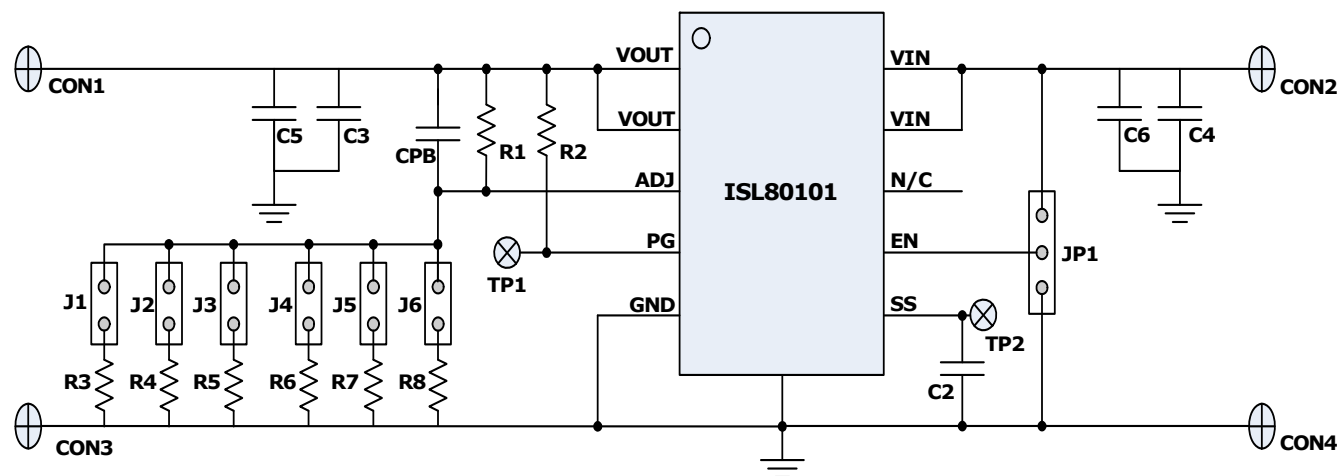 VOUT
VIN
CON1
CON2
C5
C3
CPB
R1
R2
VOUT
VIN
C6
C4
ADJ
ISL80101
N/C
PG
EN
JP1
TP1
J1
J2
J3
J4
J5
J6
GND
SS
TP2
R3
R4
R5
R6
R7
R8
C2
CON3
CON4